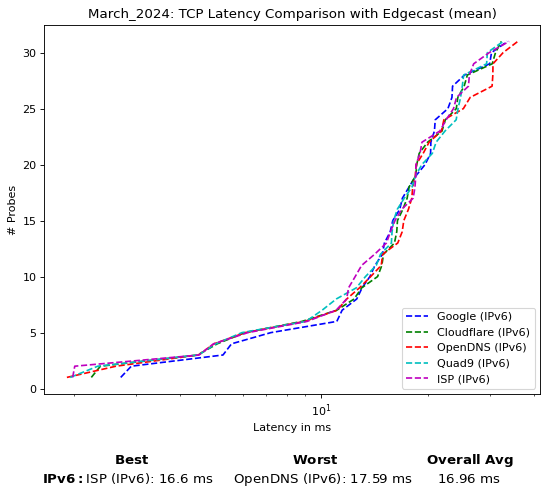 March_2024: TCP Latency Comparison with Edgecast (mean)
# Probes
30
25
20
15
10
5
0
10¹
Latency in ms
Google (IPv6)
Cloudflare (IPv6)
OpenDNS (IPv6)
Quad9 (IPv6)
ISP (IPv6)
Best Worst Overall Avg
IPv6: ISP (IPv6): 16.6 ms OpenDNS (IPv6): 17.59 ms 16.96 ms